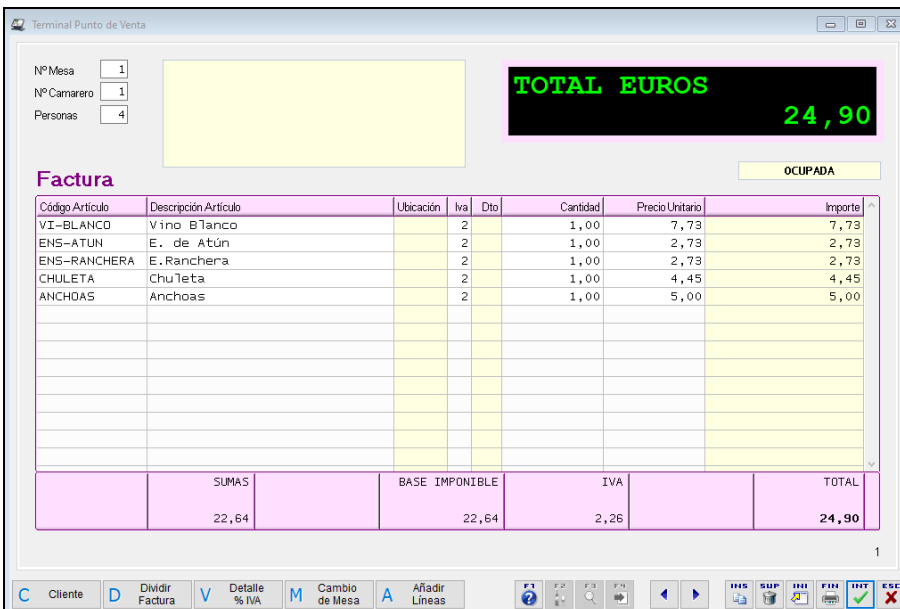 Terminal Punto de Venta
Nº Mesa 1
Nº Camarero 1
Personas 4
TOTAL EUROS
24,90
OCUPADA
Factura
Código Artículo Descripción Artículo Ubicación Iva Dto Cantidad Precio Unitario Importe
VI-BLANCO Vino Blanco 2 1,00 7,73 7,73
ENS-ATUN E. de Atún 2 1,00 2,73 2,73
ENS-RANCHERA E.Ranchera 2 1,00 2,73 2,73
CHULETA Chuleta 2 1,00 4,45 4,45
ANCHOAS Anchoas 2 1,00 5,00 5,00
SUMAS BASE IMPONIBLE IVA TOTAL
22,64 22,64 2,26 24,90
1
C Cliente
D Dividir Factura
V Detalle % IVA
M Cambio de Mesa
A Añadir Líneas
F1 F2 F3 F4 INS SUP INI FIN INT ESC